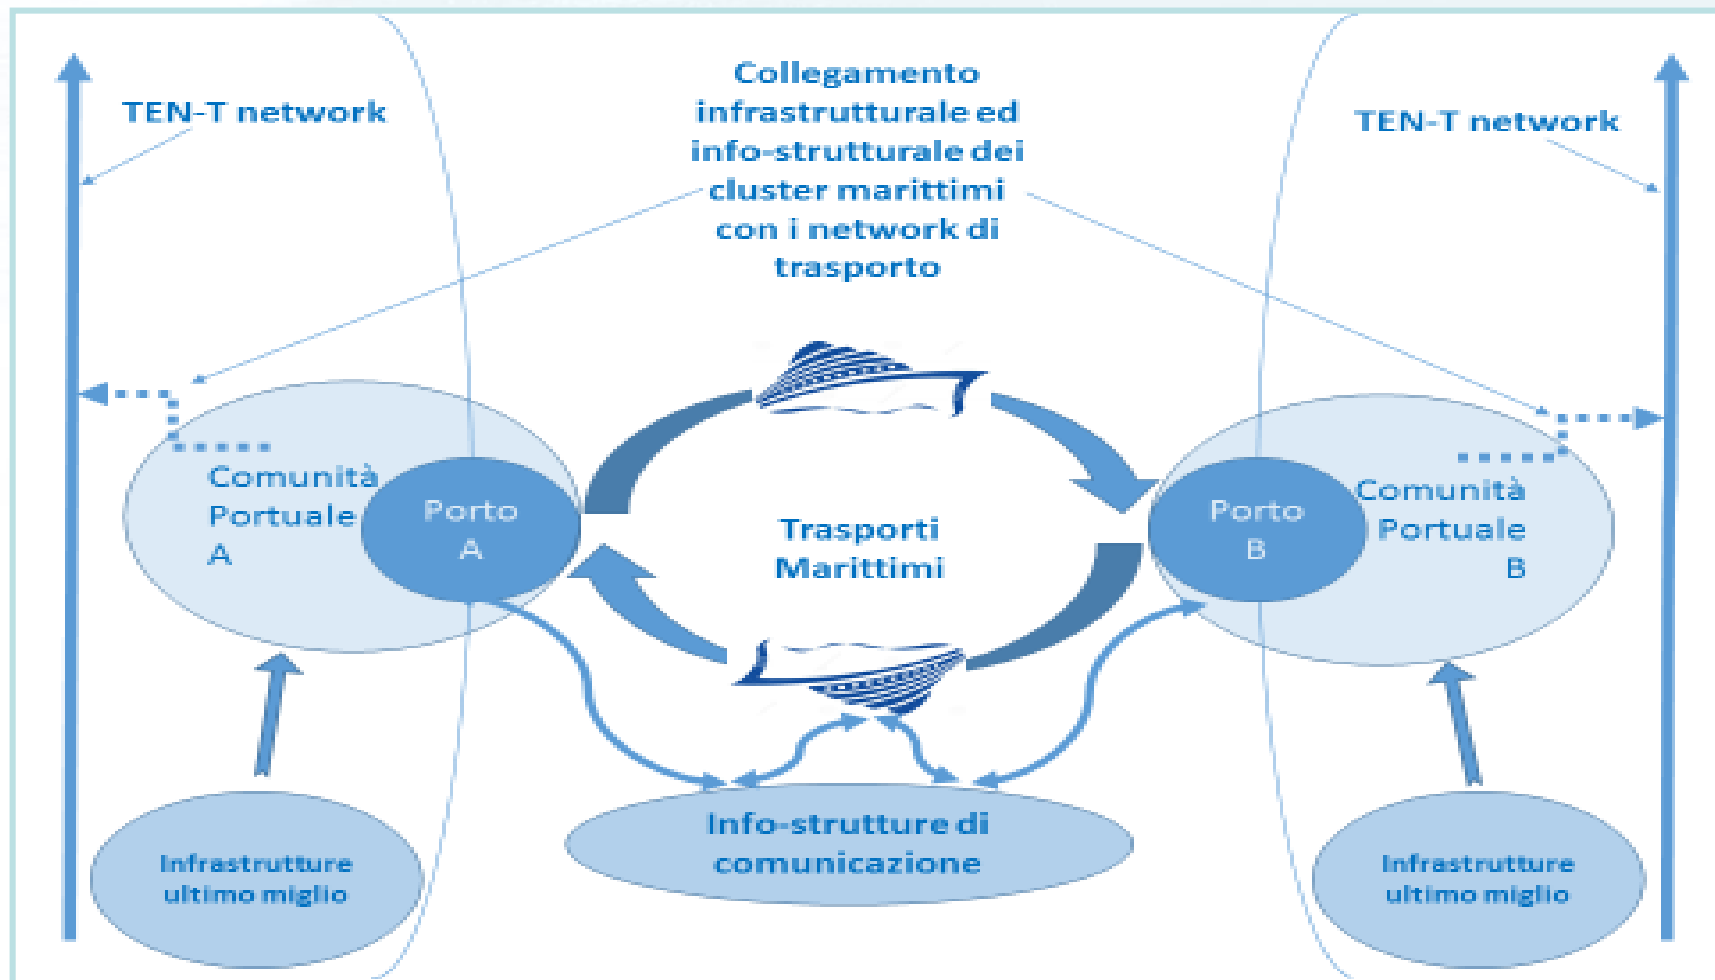 TEN-T network
Collegamento
infrastrutturale ed
info-strutturale dei
cluster marittimi
con i network di
trasporto
TEN-T network
Comunità
Portuale
A
Porto
A
Trasporti
Marittimi
Porto
B
Comunità
Portuale
B
Infrastrutture
ultimo miglio
Info-strutture di
comunicazione
Infrastrutture
ultimo miglio